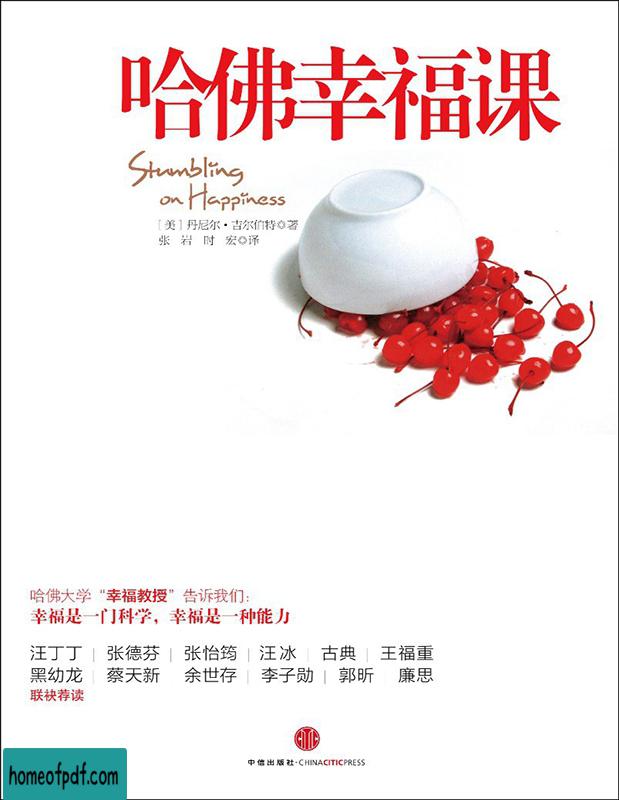 哈佛幸福课
Stumbling
on Happiness
[美]丹尼尔·吉尔伯特◎著
张 岩 时 宏◎译
哈佛大学“幸福教授”告诉我们:
幸福是一门科学，幸福是一种能力
汪丁丁 | 张德芬 | 张怡筠 | 汪冰 | 古典 | 王福重
黑幼龙 | 蔡天新 | 余世存 | 李子勋 | 郭昕 | 廉思
联袂荐读
中信出版社·CHINACITICPRESS
homeofpdf.com